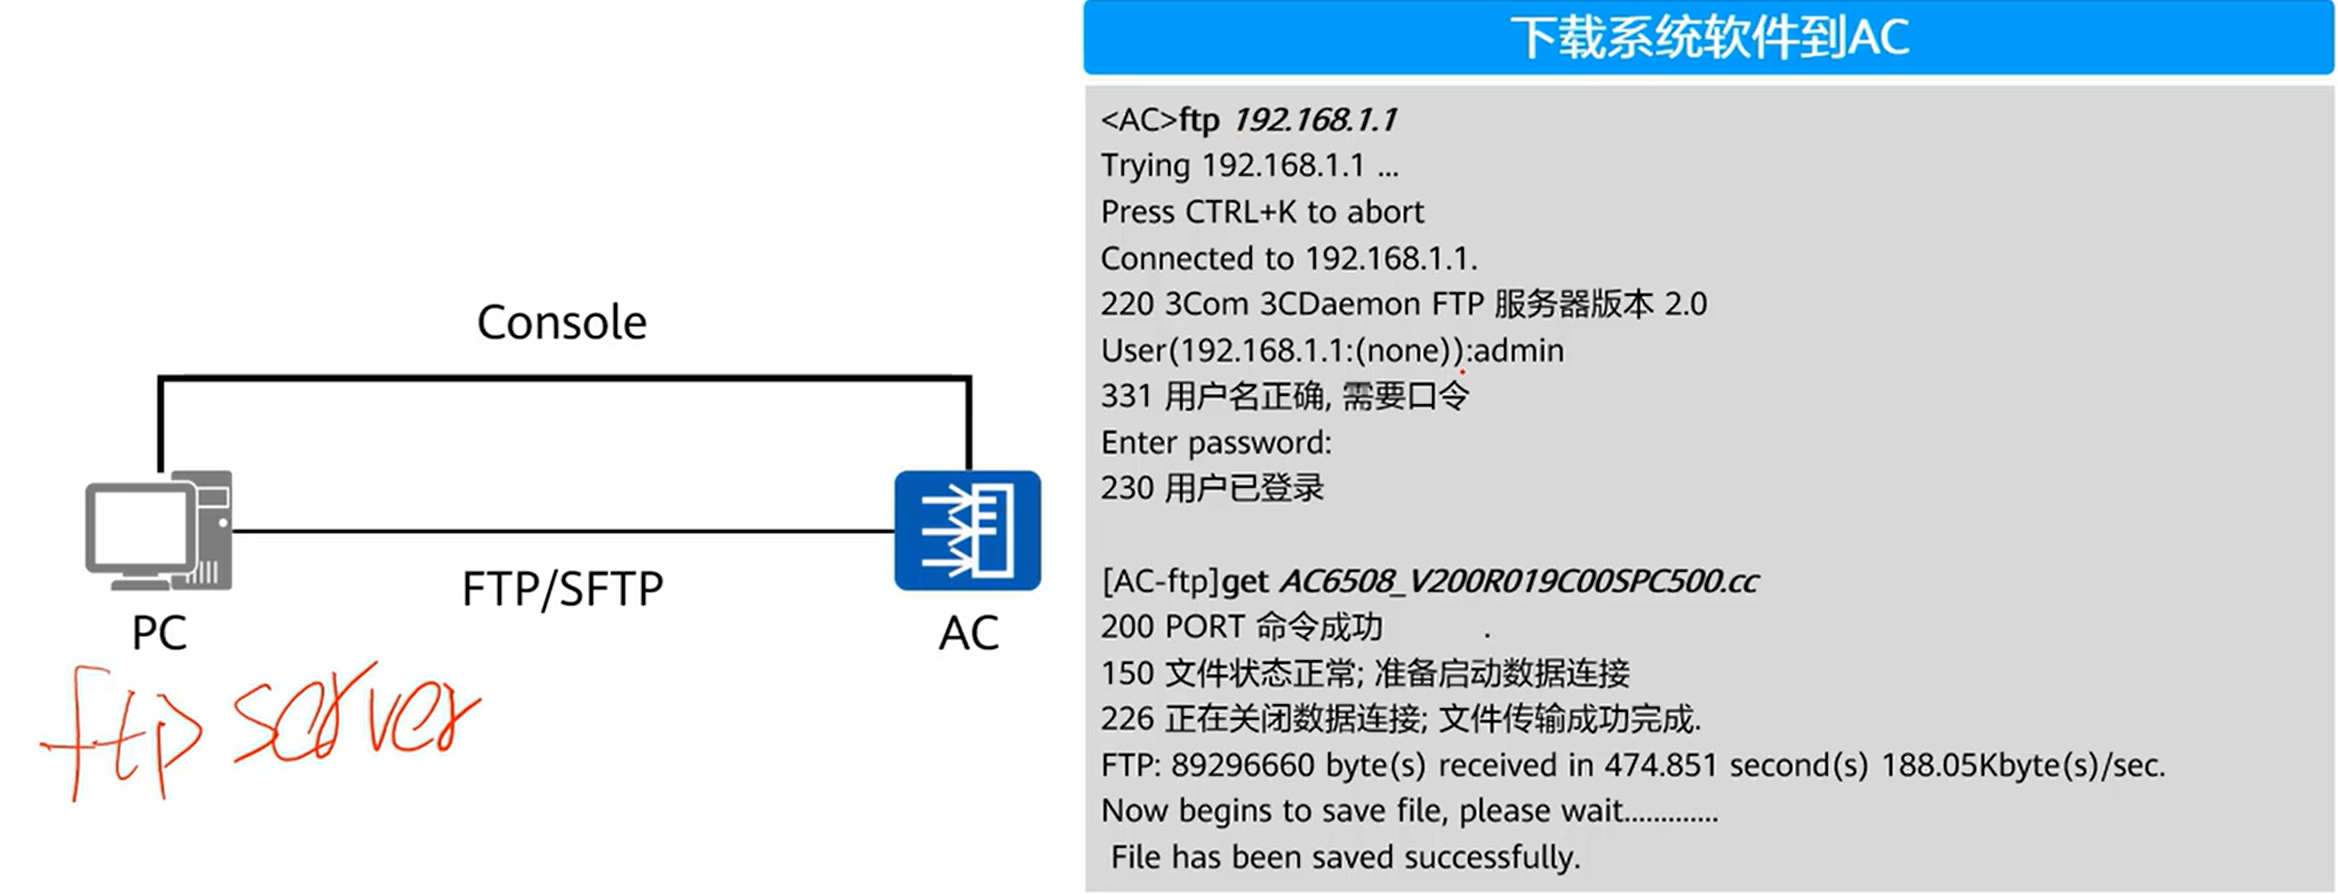 Console
FTP/SFTP
PC
AC
ftp server
下载系统软件到AC
<AC>ftp 192.168.1.1
Trying 192.168.1.1 ...
Press CTRL+K to abort
Connected to 192.168.1.1.
220 3Com 3CDaemon FTP 服务器版本 2.0
User(192.168.1.1:(none)):admin
331 用户名正确, 需要口令
Enter password:
230 用户已登录
[AC-ftp]get AC6508_V200R019C00SPC500.cc
200 PORT 命令成功
150 文件状态正常; 准备启动数据连接
226 正在关闭数据连接; 文件传输成功完成.
FTP: 89296660 byte(s) received in 474.851 second(s) 188.05Kbyte(s)/sec.
Now begins to save file, please wait.............
File has been saved successfully.